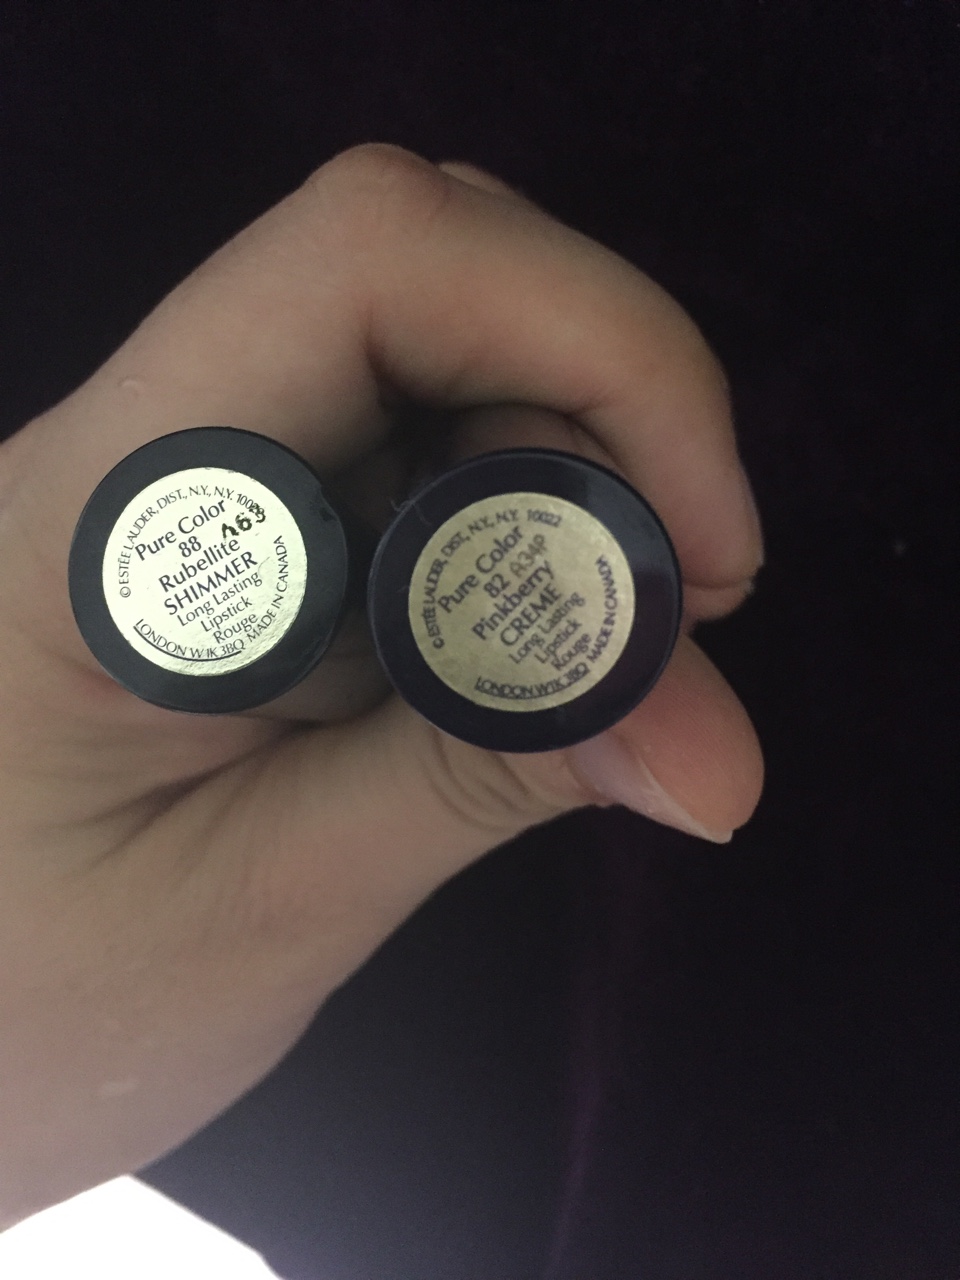 ©ESTĒE LAUDER, DIST., N.Y., N.Y. 10022
Pure Color
88 A69
Rubellite
SHIMMER
Long Lasting
Lipstick
Rouge
LONDON W1K 3BQ MADE IN CANADA
©ESTĒE LAUDER, DIST., N.Y., N.Y. 10022
Pure Color
82 A34P
Pinkberry
CREME
Long Lasting
Lipstick
Rouge
LONDON W1K 3BQ MADE IN CANADA